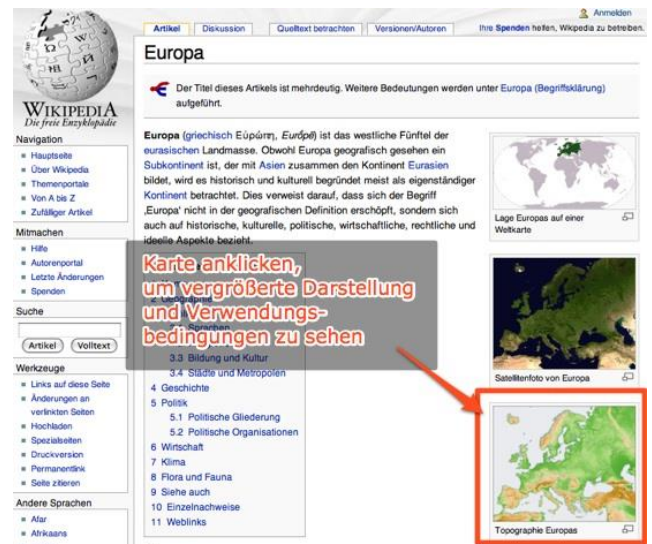 Anmelden
Artikel Diskussion Quelltext betrachten Versionen/Autoren
Ihre Spenden helfen, Wikipedia zu betreiben.
WIKIPEDIA
Die freie Enzyklopädie
Navigation
Hauptseite
Über Wikipedia
Themenportale
Von A bis Z
Zufälliger Artikel
Mitmachen
Hilfe
Autorenportal
Letzte Änderungen
Spenden
Suche
Artikel Volltext
Werkzeuge
Links auf diese Seite
Änderungen an
verlinkten Seiten
Hochladen
Spezialseiten
Druckversion
Permanentlink
Seite zitieren
Andere Sprachen
Afar
Afrikaans
Europa
Der Titel dieses Artikels ist mehrdeutig. Weitere Bedeutungen werden unter Europa (Begriffsklärung)
aufgeführt.
Europa (griechisch Ευρώπη, Eurṓpē) ist das westliche Fünftel der
eurasischen Landmasse. Obwohl Europa geografisch gesehen ein
Subkontinent ist, der mit Asien zusammen den Kontinent Eurasien
bildet, wird es historisch und kulturell begründet meist als eigenständiger
Kontinent betrachtet. Dies verweist darauf, dass sich der Begriff
‚Europa' nicht in der geografischen Definition erschöpft, sondern sich
auch auf historische, kulturelle, politische, wirtschaftliche, rechtliche und
ideelle Aspekte bezieht.
Karte anklicken,
um vergrößerte Darstellung
und Verwendungs-
bedingungen zu sehen
3.3 Bildung und Kultur
3.4 Städte und Metropolen
4 Geschichte
5 Politik
5.1 Politische Gliederung
5.2 Politische Organisationen
6 Wirtschaft
7 Klima
8 Flora und Fauna
9 Siehe auch
10 Einzelnachweise
11 Weblinks
Lage Europas auf einer
Weltkarte
Satellitenfoto von Europa
Topographie Europas